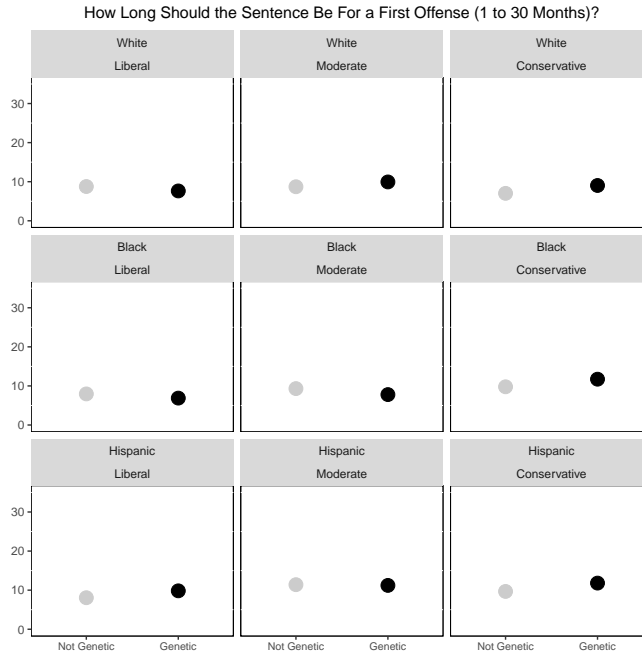 How Long Should the Sentence Be For a First Offense (1 to 30 Months)?
White White White
Liberal Moderate Conservative
30
20
10
0
Black Black Black
Liberal Moderate Conservative
30
20
10
0
Hispanic Hispanic Hispanic
Liberal Moderate Conservative
30
20
10
0
Not Genetic Genetic Not Genetic Genetic Not Genetic Genetic